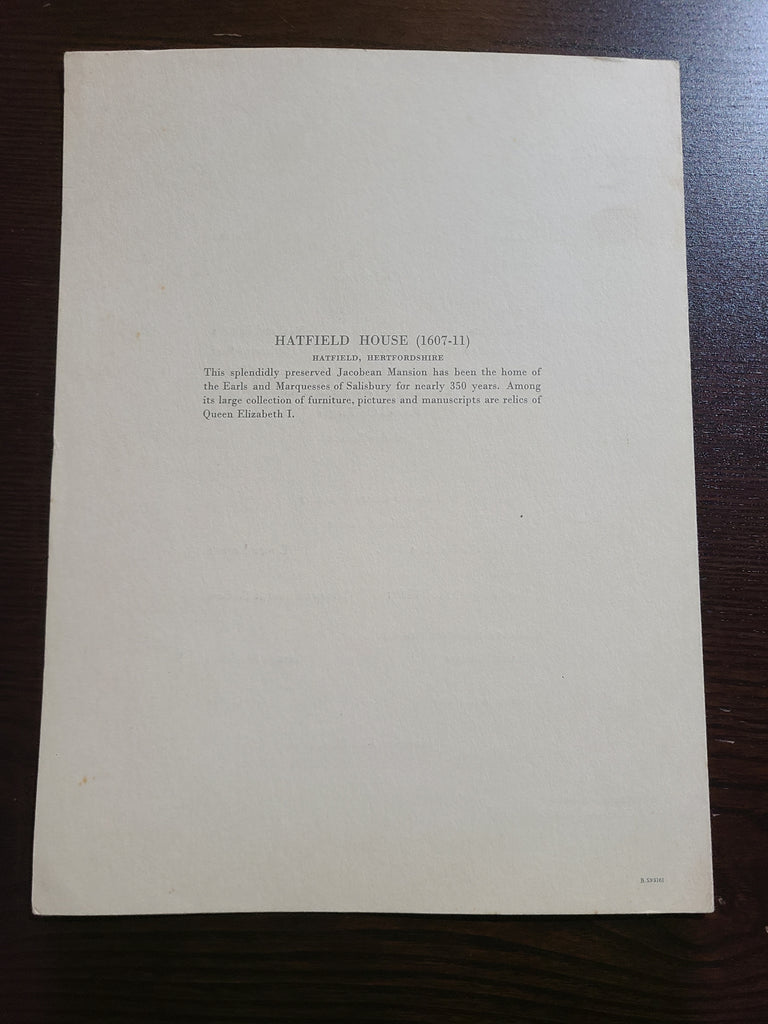 HATFIELD HOUSE (1607-11)
HATFIELD, HERTFORDSHIRE
This splendidly preserved Jacobean Mansion has been the home of
the Earls and Marquesses of Salisbury for nearly 350 years. Among
its large collection of furniture, pictures and manuscripts are relics of
Queen Elizabeth I.